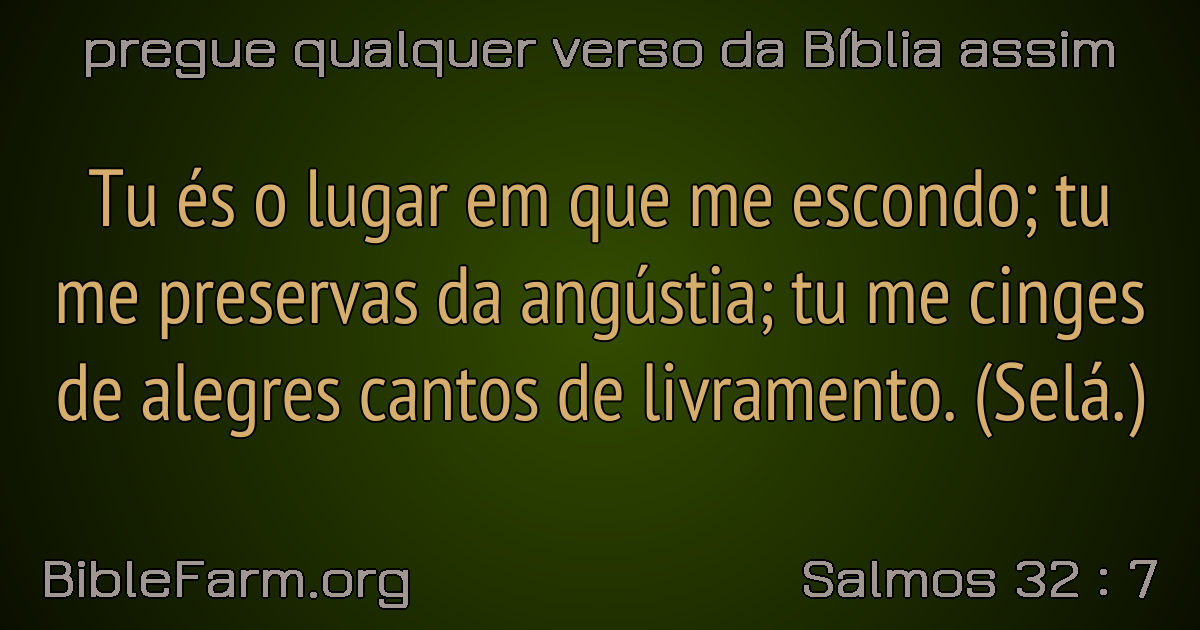 pregue qualquer verso da Bíblia assim
Tu és o lugar em que me escondo; tu
me preservas da angústia; tu me cinges
de alegres cantos de livramento. (Selá.)
BibleFarm.org
Salmos 32 : 7